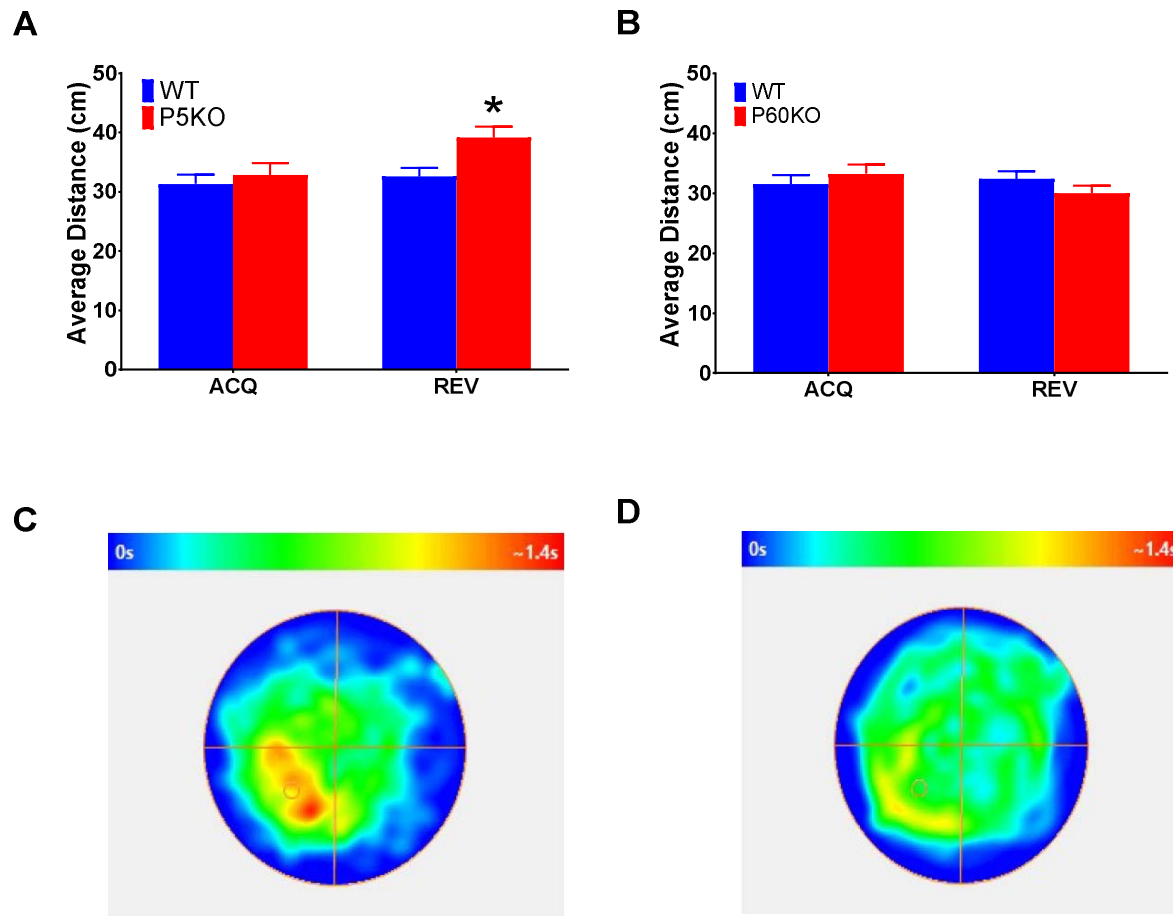 A
50
40
30
20
10
0
Average Distance (cm)
WT
P5KO
*
ACQ REV
B
50
40
30
20
10
0
Average Distance (cm)
WT
P60KO
ACQ REV
C
0s ~1.4s
D
0s ~1.4s